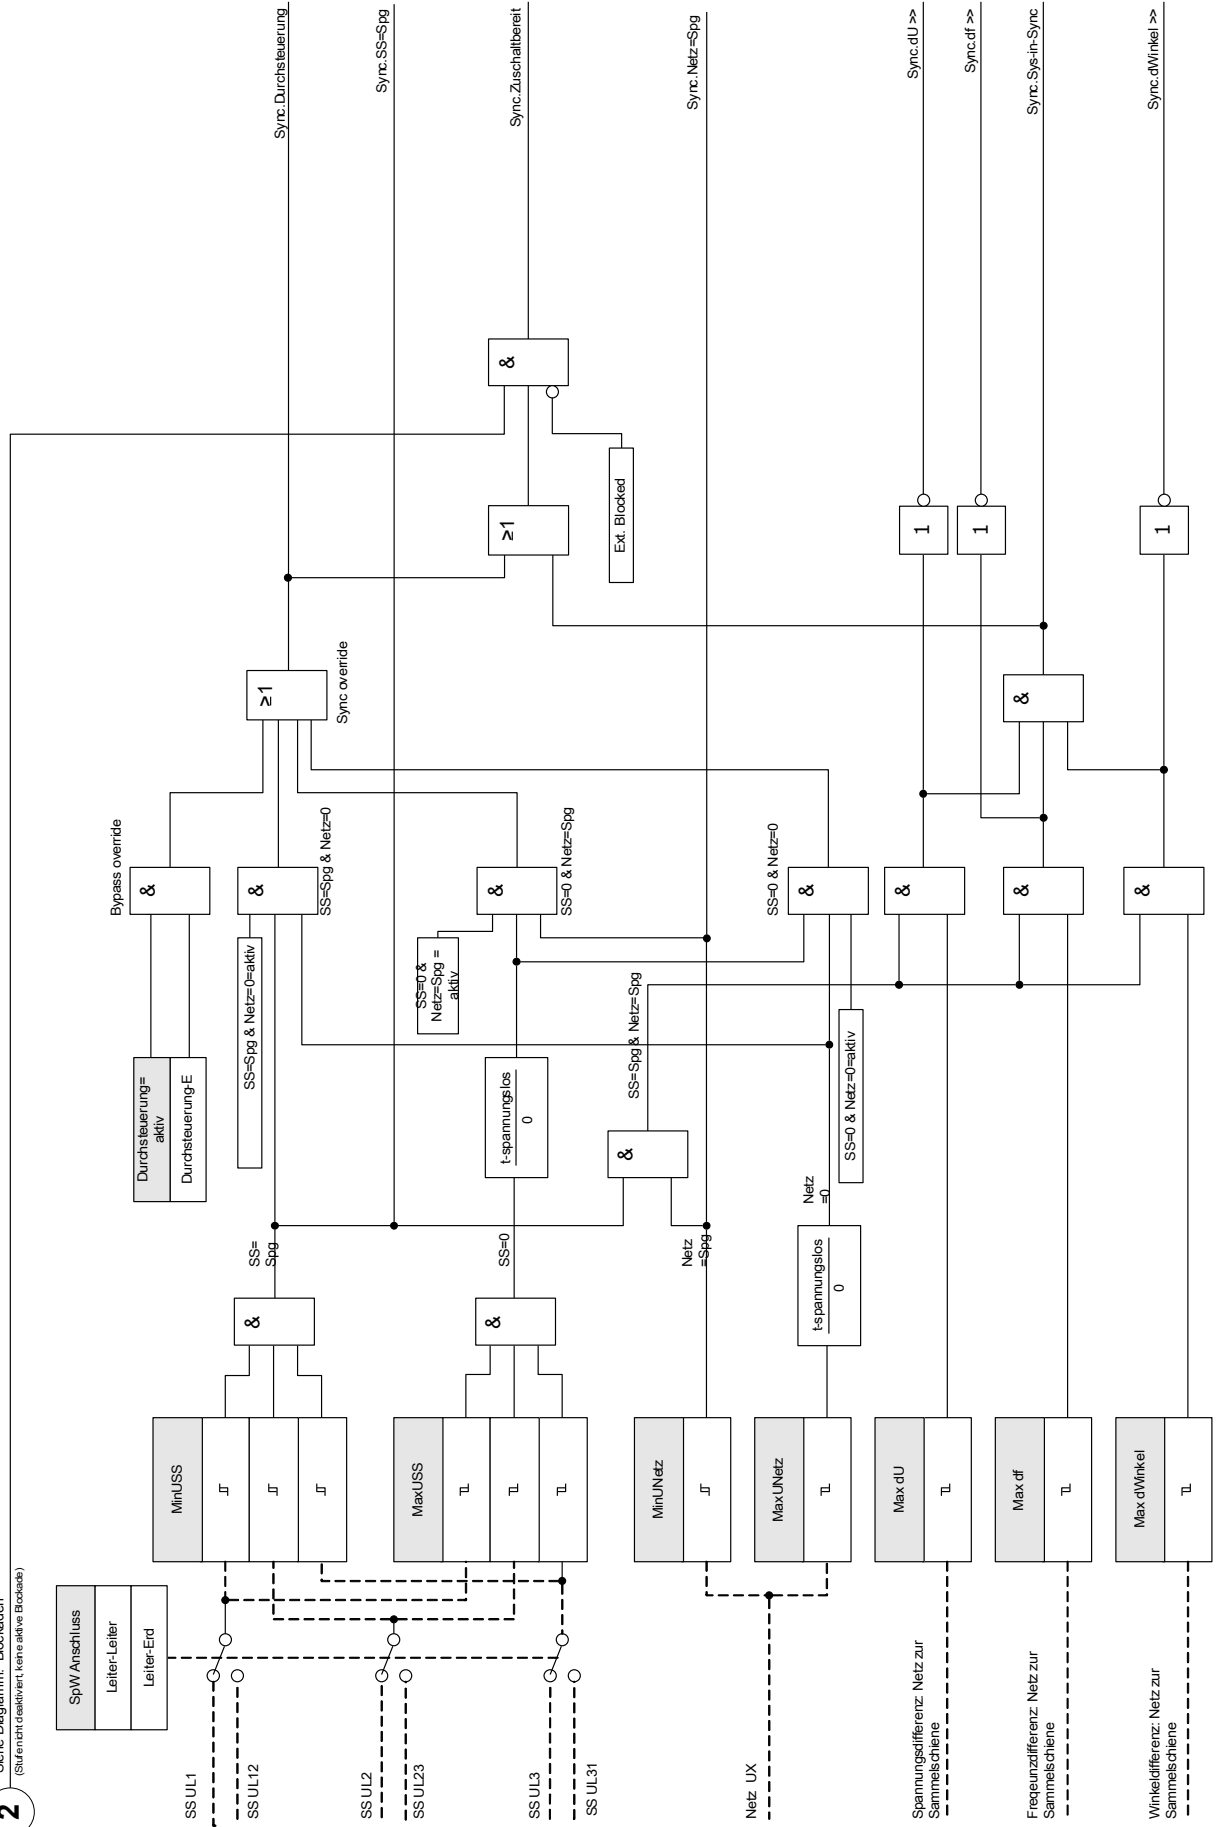 2
Siehe Diagramm: Blockaden
(Stufe nicht deaktiviert, keine aktive Blockade)
SpW Anschluss
Leiter-Leiter
Leiter-Erd
SS UL1
SS UL12
SS UL2
SS UL23
SS UL3
SS UL31
Netz UX
Spannungsdifferenz: Netz zur
Sammelschiene
Freqeunzdifferenz: Netz zur
Sammelschiene
Winkeldifferenz: Netz zur
Sammelschiene
MinUSS
MaxUSS
MinUNetz
MaxUNetz
Max dU
Max df
Max dWinkel
&
&
SS=
Spg
SS=0
Netz
=Spg
t-spannungslos
0
Netz
=0
Durchsteuerung=
aktiv
Durchsteuerung-E
SS=Spg & Netz=0=aktiv
t-spannungslos
0
&
SS=Spg & Netz=Spg
SS=0 & Netz=0=aktiv
SS=0 &
Netz=Spg =
aktiv
Bypass override
&
&
SS=Spg & Netz=0
&
SS=0 & Netz=Spg
SS=0 & Netz=0
&
&
&
&
≥1
Sync override
&
≥1
Ext. Blocked
1
1
1
&
Sync.Durchsteuerung
Sync.SS=Spg
Sync.Zuschaltbereit
Sync.Netz=Spg
Sync.dU >>
Sync.df >>
Sync.Sys-in-Sync
Sync.dWinkel >>